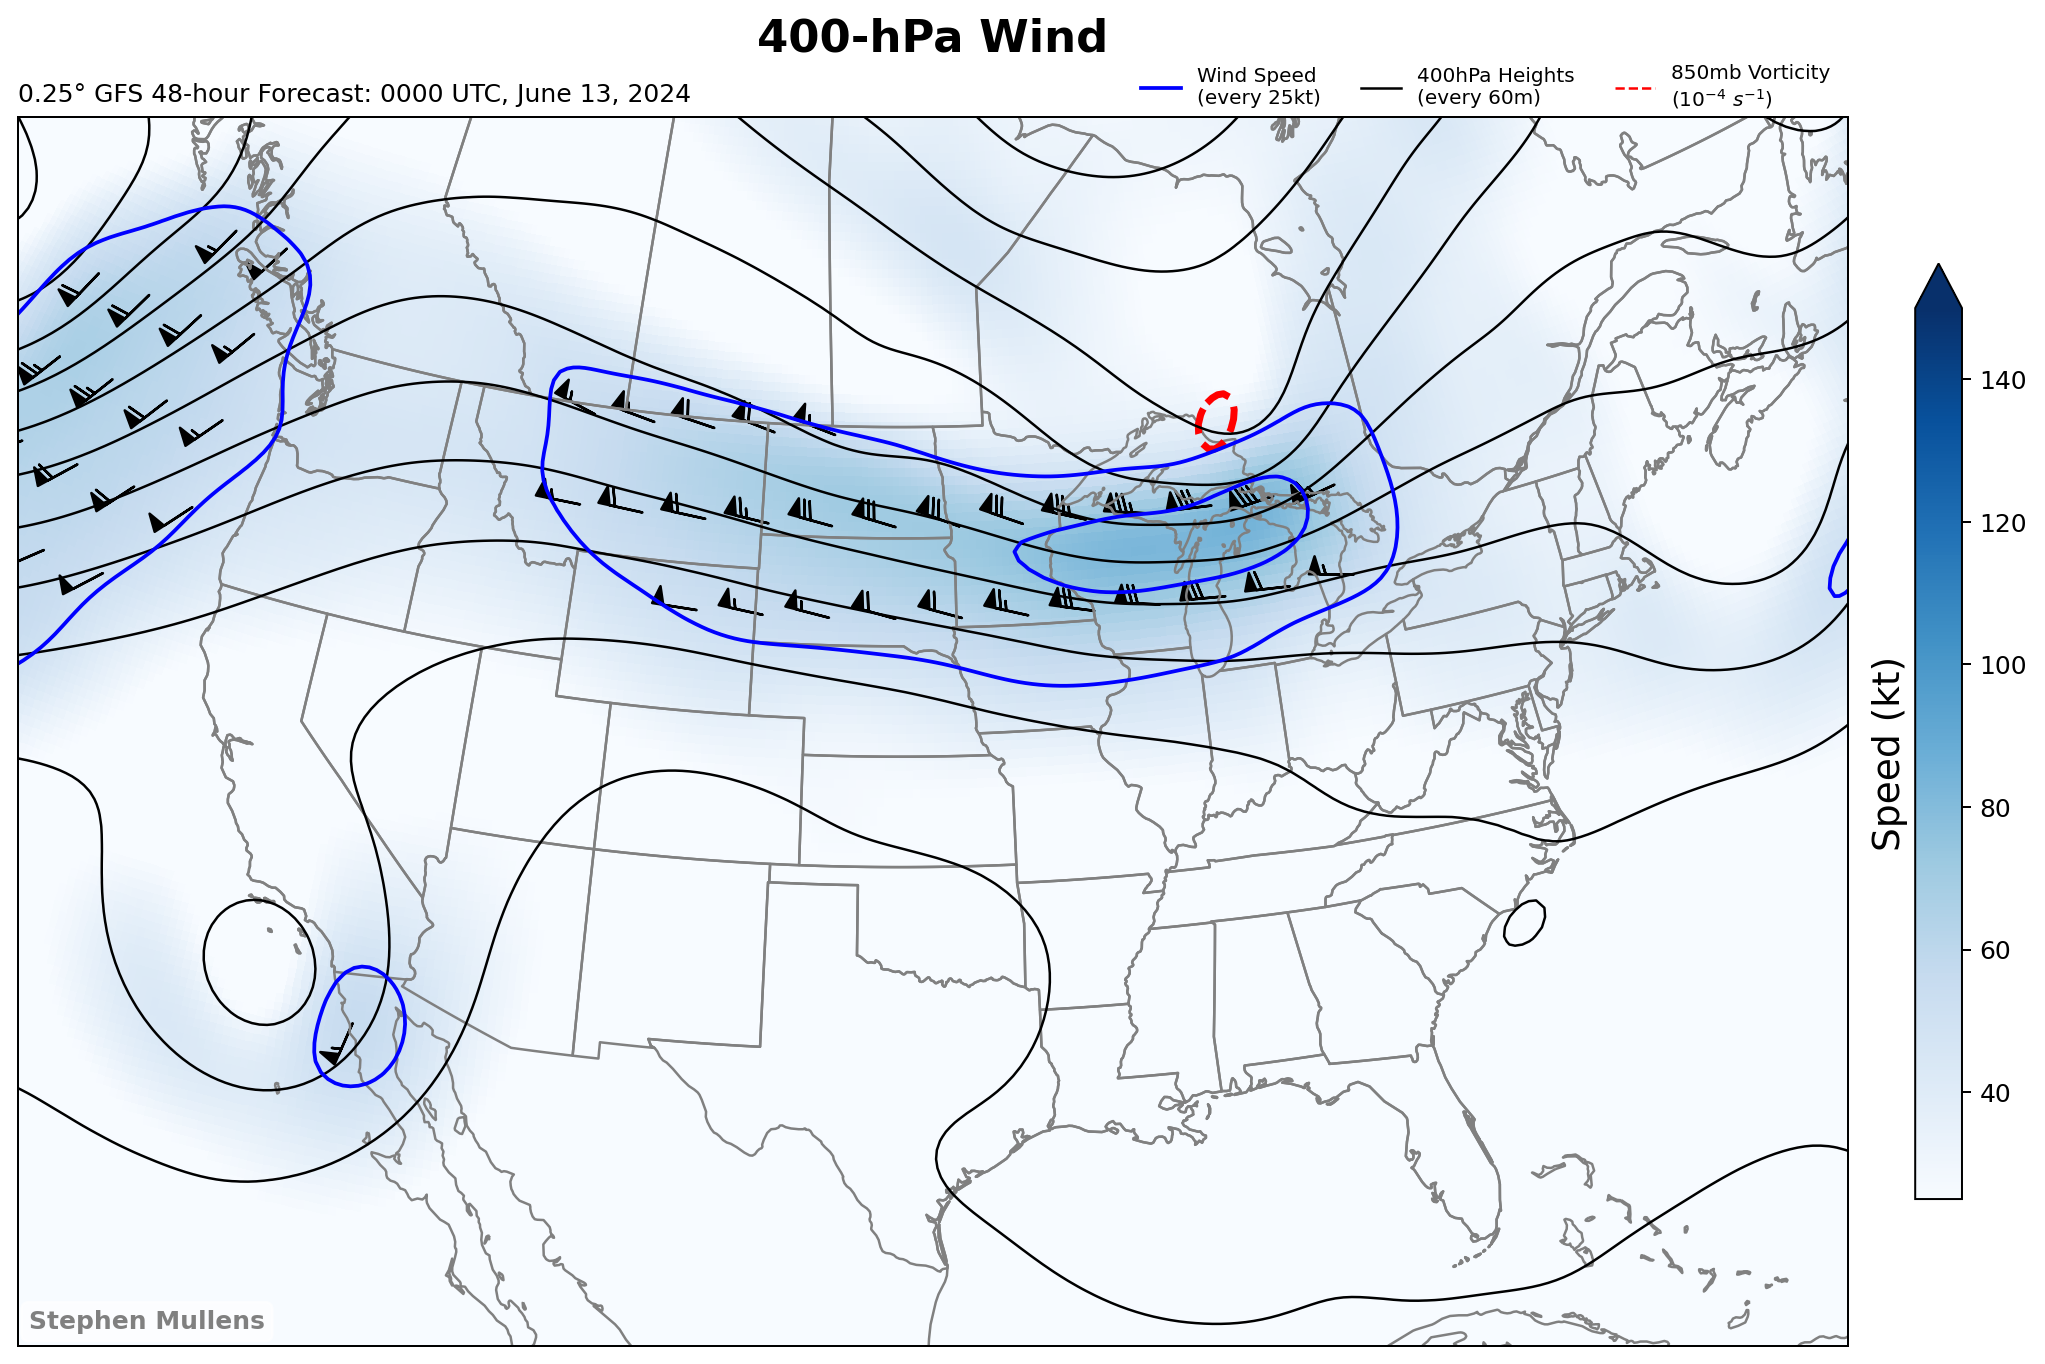 400-hPa Wind
0.25° GFS 48-hour Forecast: 0000 UTC, June 13, 2024
Wind Speed
(every 25kt)
400hPa Heights
(every 60m)
850mb Vorticity
(10⁻⁴ s⁻¹)
140
120
100
80
60
40
Speed (kt)
Stephen Mullens